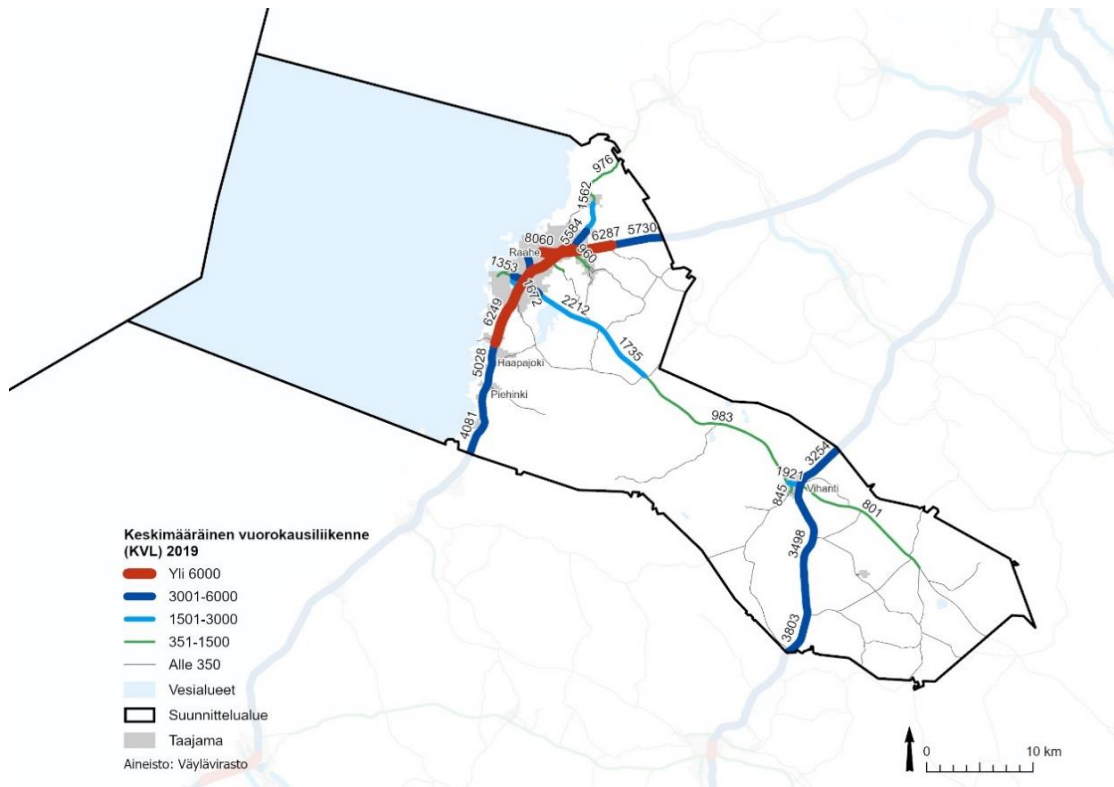 976
1562
5584
6287
5730
8060
960
Raahe
1353
1672
2212
6249
1735
5028
Haapajoki
Piehinki
983
4081
3254
1921
845
Vihanti
801
3498
3803
Keskimääräinen vuorokausiliikenne
(KVL) 2019
Yli 6000
3001-6000
1501-3000
351-1500
Alle 350
Vesialueet
Suunnittelualue
Taajama
Aineisto: Väylävirasto
0 10 km